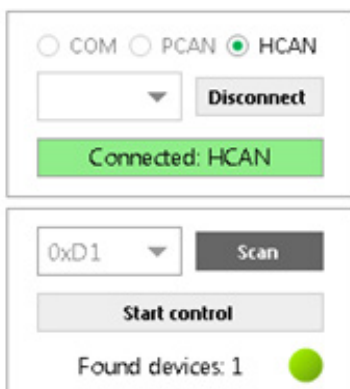 COM PCAN HCAN
Disconnect
Connected: HCAN
0xD1 Scan
Start control
Found devices: 1